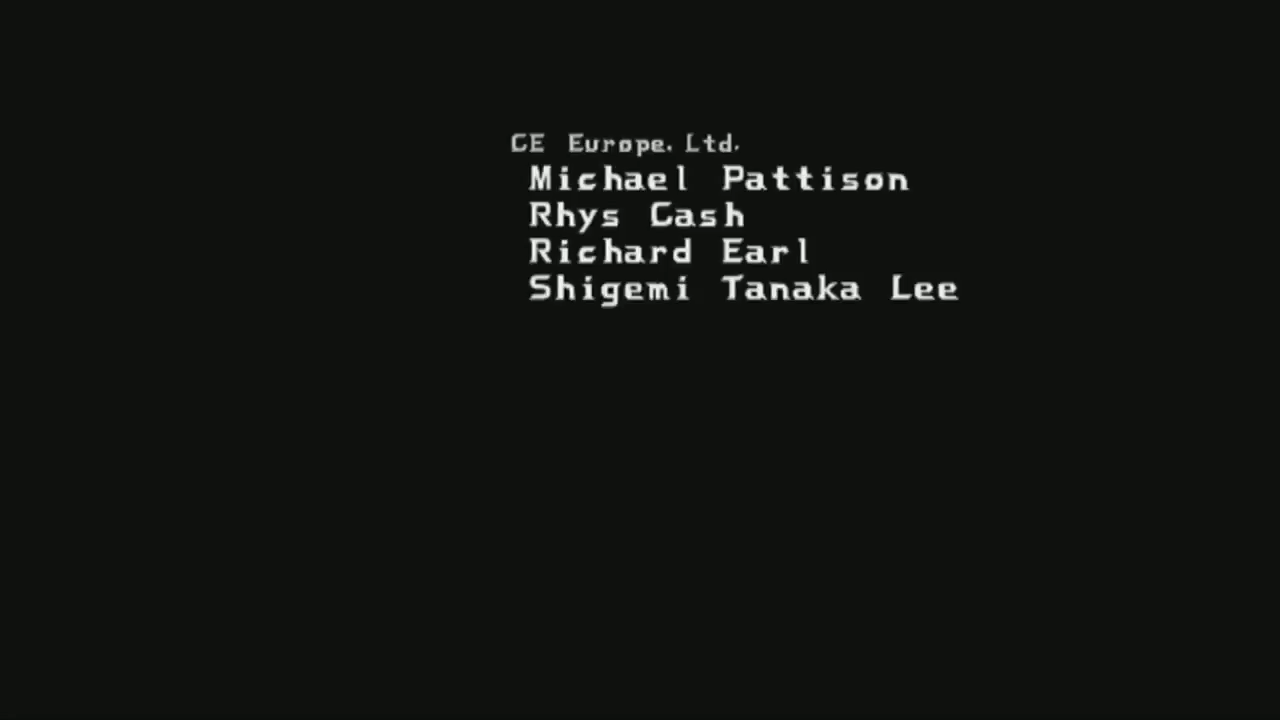 CE Europe. Ltd.
Michael Pattison
Rhys Cash
Richard Earl
Shigemi Tanaka Lee